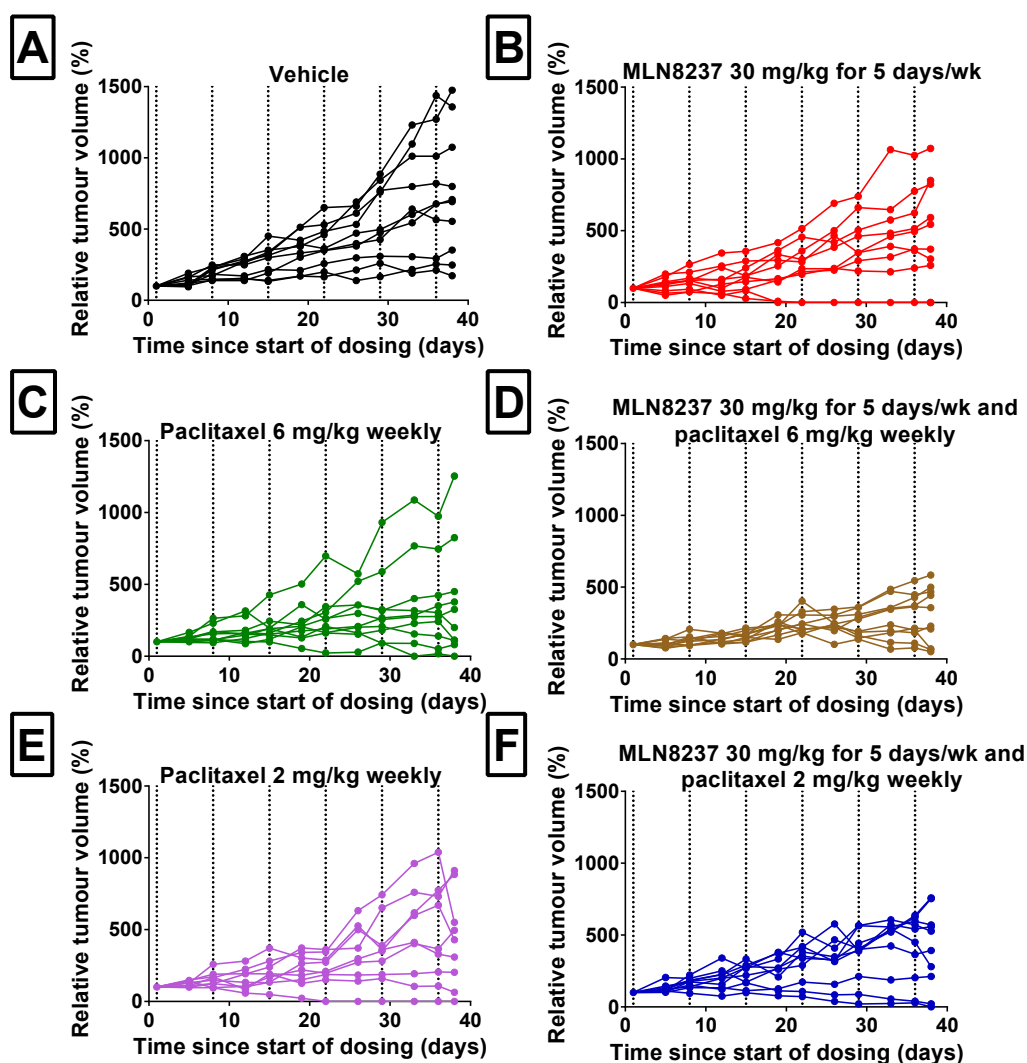 A
Vehicle
Relative tumour volume (%)
1500
1000
500
0
0 10 20 30 40
Time since start of dosing (days)
B
MLN8237 30 mg/kg for 5 days/wk
Relative tumour volume (%)
1500
1000
500
0
0 10 20 30 40
Time since start of dosing (days)
C
Paclitaxel 6 mg/kg weekly
Relative tumour volume (%)
1500
1000
500
0
0 10 20 30 40
Time since start of dosing (days)
D
MLN8237 30 mg/kg for 5 days/wk and
paclitaxel 6 mg/kg weekly
Relative tumour volume (%)
1500
1000
500
0
0 10 20 30 40
Time since start of dosing (days)
E
Paclitaxel 2 mg/kg weekly
Relative tumour volume (%)
1500
1000
500
0
0 10 20 30 40
Time since start of dosing (days)
F
MLN8237 30 mg/kg for 5 days/wk and
paclitaxel 2 mg/kg weekly
Relative tumour volume (%)
1500
1000
500
0
0 10 20 30 40
Time since start of dosing (days)